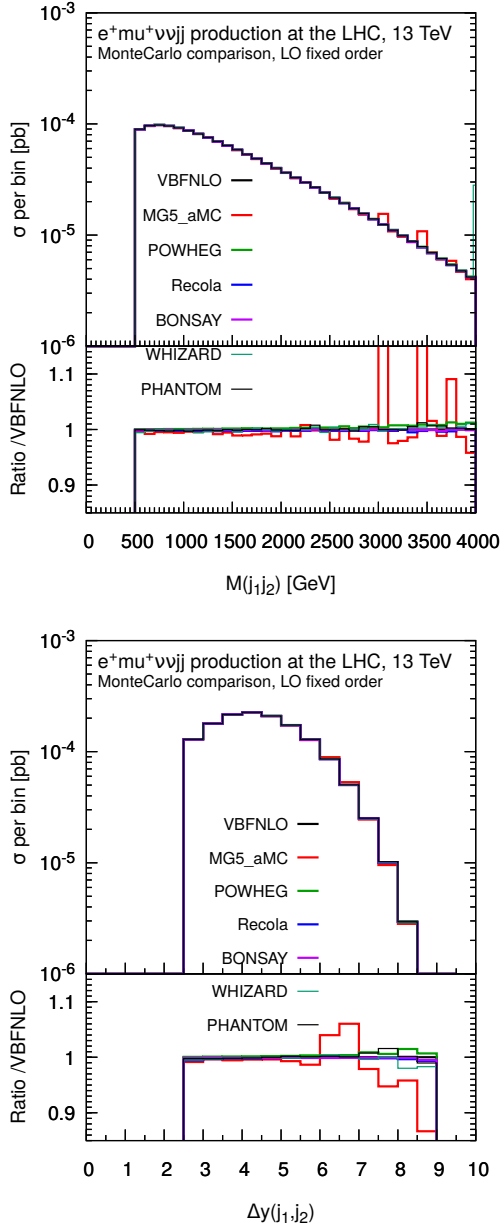 10⁻³
e⁺mu⁺ννjj production at the LHC, 13 TeV
MonteCarlo comparison, LO fixed order
10⁻⁴
σ per bin [pb]
VBFNLO
MG5_aMC
10⁻⁵
POWHEG
Recola
BONSAY
10⁻⁶
WHIZARD
1.1
PHANTOM
Ratio /VBFNLO
1
0.9
0 500 1000 1500 2000 2500 3000 3500 4000
M(j₁j₂) [GeV]
10⁻³
e⁺mu⁺ννjj production at the LHC, 13 TeV
MonteCarlo comparison, LO fixed order
10⁻⁴
σ per bin [pb]
VBFNLO
MG5_aMC
10⁻⁵
POWHEG
Recola
BONSAY
10⁻⁶
WHIZARD
1.1
PHANTOM
Ratio /VBFNLO
1
0.9
0 1 2 3 4 5 6 7 8 9 10
Δy(j₁,j₂)